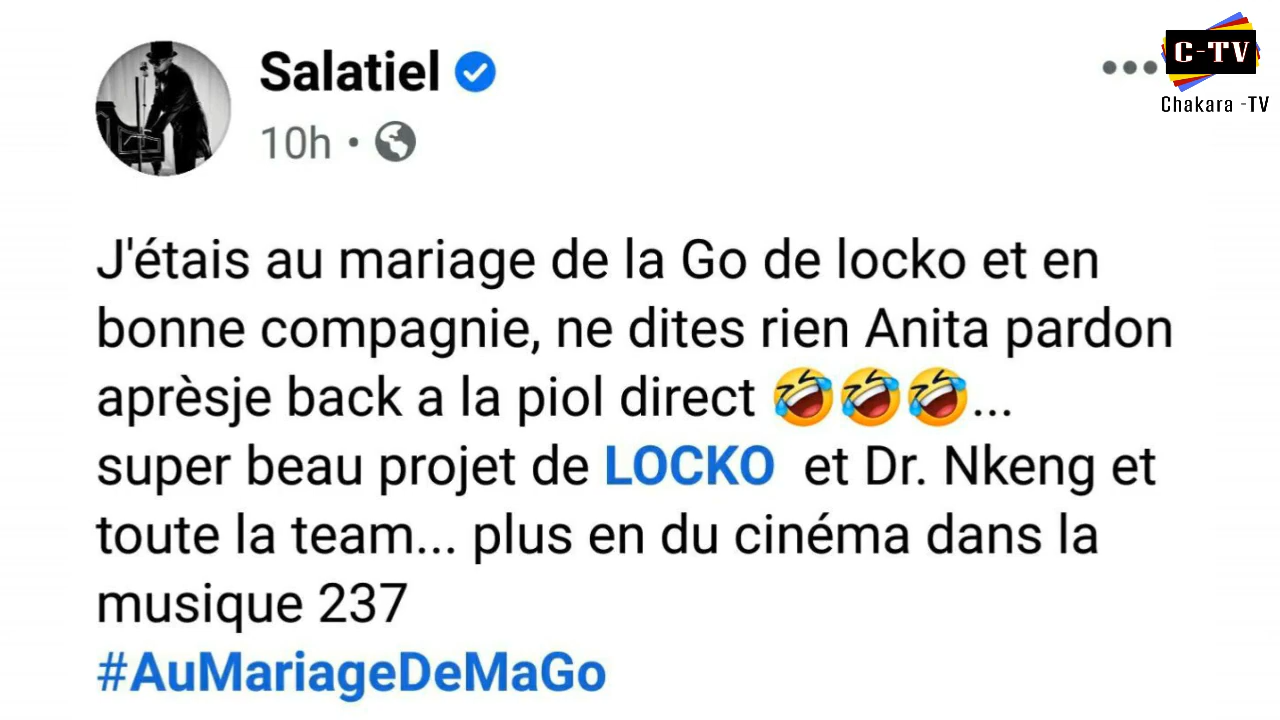 Salatiel
10h •
C-TV
Chakara -TV
J'étais au mariage de la Go de locko et en
bonne compagnie, ne dites rien Anita pardon
aprèsje back a la piol direct 🤣🤣🤣...
super beau projet de LOCKO et Dr. Nkeng et
toute la team... plus en du cinéma dans la
musique 237
#AuMariageDeMaGo